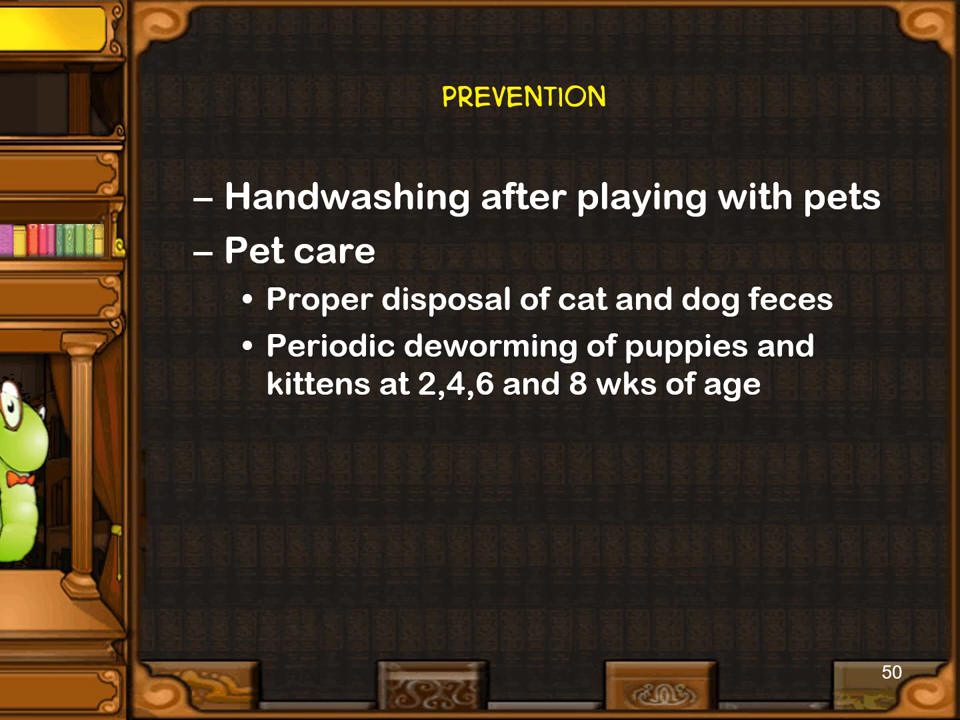 PREVENTION
– Handwashing after playing with pets
– Pet care
• Proper disposal of cat and dog feces
• Periodic deworming of puppies and
kittens at 2,4,6 and 8 wks of age
50